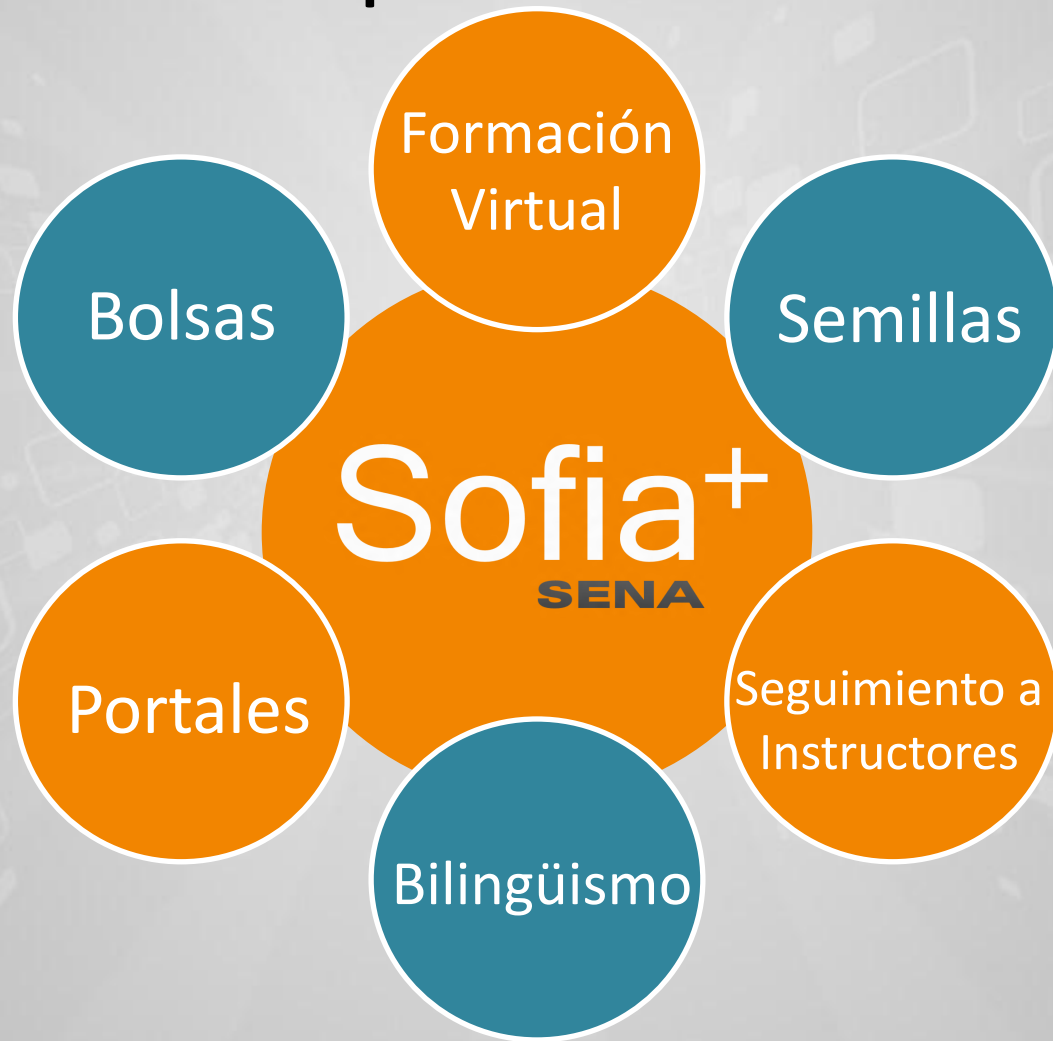 Formación
Virtual
Bolsas
Semillas
Sofia+
SENA
Portales
Seguimiento a
Instructores
Bilingüismo